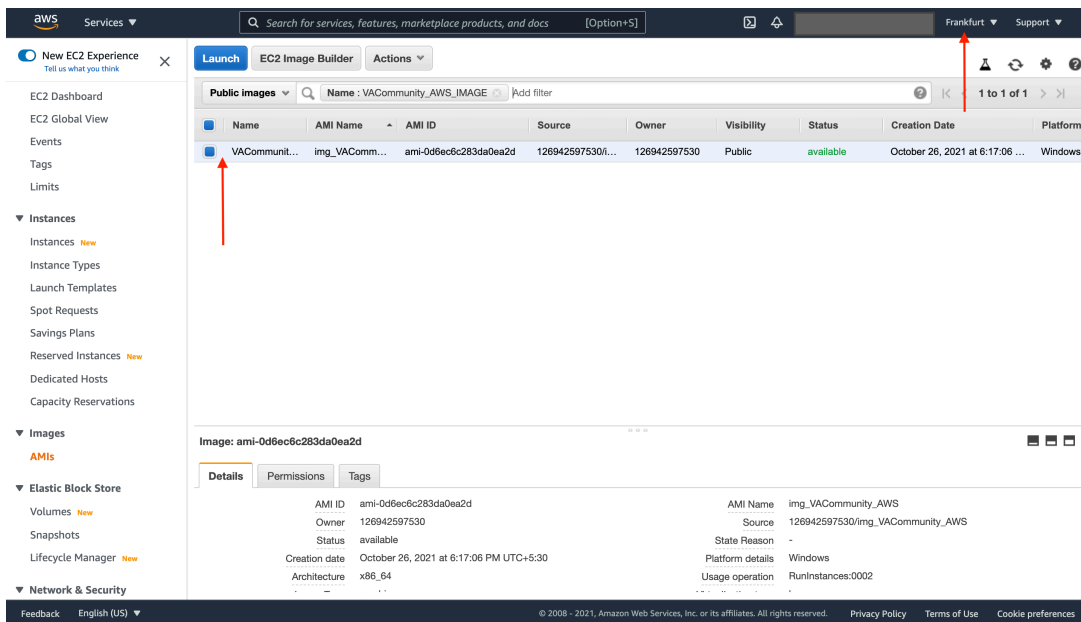 aws Services ▼ Search for services, features, marketplace products, and docs [Option+S] Frankfurt ▼ Support ▼
New EC2 Experience
Tell us what you think
EC2 Dashboard
EC2 Global View
Events
Tags
Limits
▼ Instances
Instances New
Instance Types
Launch Templates
Spot Requests
Savings Plans
Reserved Instances New
Dedicated Hosts
Capacity Reservations
▼ Images
AMIs
▼ Elastic Block Store
Volumes New
Snapshots
Lifecycle Manager New
▼ Network & Security
Launch EC2 Image Builder Actions
Public images Name : VACommunity_AWS_IMAGE Add filter 1 to 1 of 1
Name AMI Name AMI ID Source Owner Visibility Status Creation Date Platform
VACommunit... img_VAComm... ami-0d6ec6c283da0ea2d 126942597530/i... 126942597530 Public available October 26, 2021 at 6:17:06 ... Windows
Image: ami-0d6ec6c283da0ea2d
Details Permissions Tags
AMI ID ami-0d6ec6c283da0ea2d AMI Name img_VACommunity_AWS
Owner 126942597530 Source 126942597530/img_VACommunity_AWS
Status available State Reason -
Creation date October 26, 2021 at 6:17:06 PM UTC+5:30 Platform details Windows
Architecture x86_64 Usage operation RunInstances:0002
Feedback English (US) ▼ © 2008 - 2021, Amazon Web Services, Inc. or its affiliates. All rights reserved. Privacy Policy Terms of Use Cookie preferences